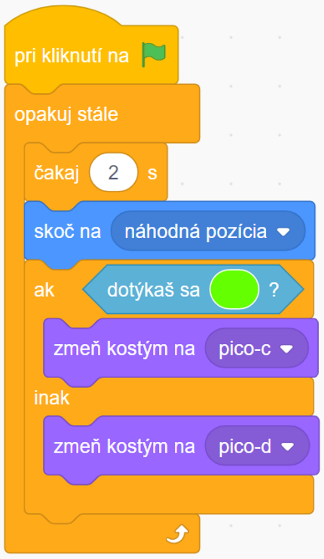 pri kliknutí na
opakuj stále
čakaj 2 s
skoč na náhodná pozícia
ak dotýkaš sa ?
zmeň kostým na pico-c
inak
zmeň kostým na pico-d